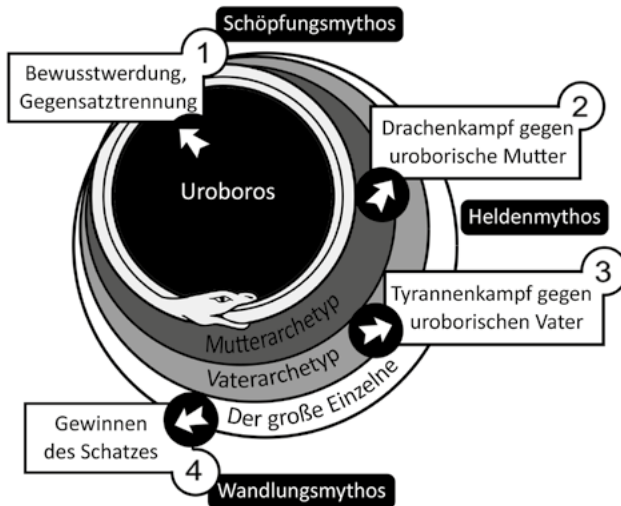 Schöpfungsmythos
1
Bewusstwerdung,
Gegensatztrennung
2
Drachenkampf gegen
uroborische Mutter
Uroboros
Heldenmythos
3
Tyrannenkampf gegen
uroborischen Vater
Mutterarchetyp
Vaterarchetyp
Der große Einzelne
Gewinnen
des Schatzes
4
Wandlungsmythos